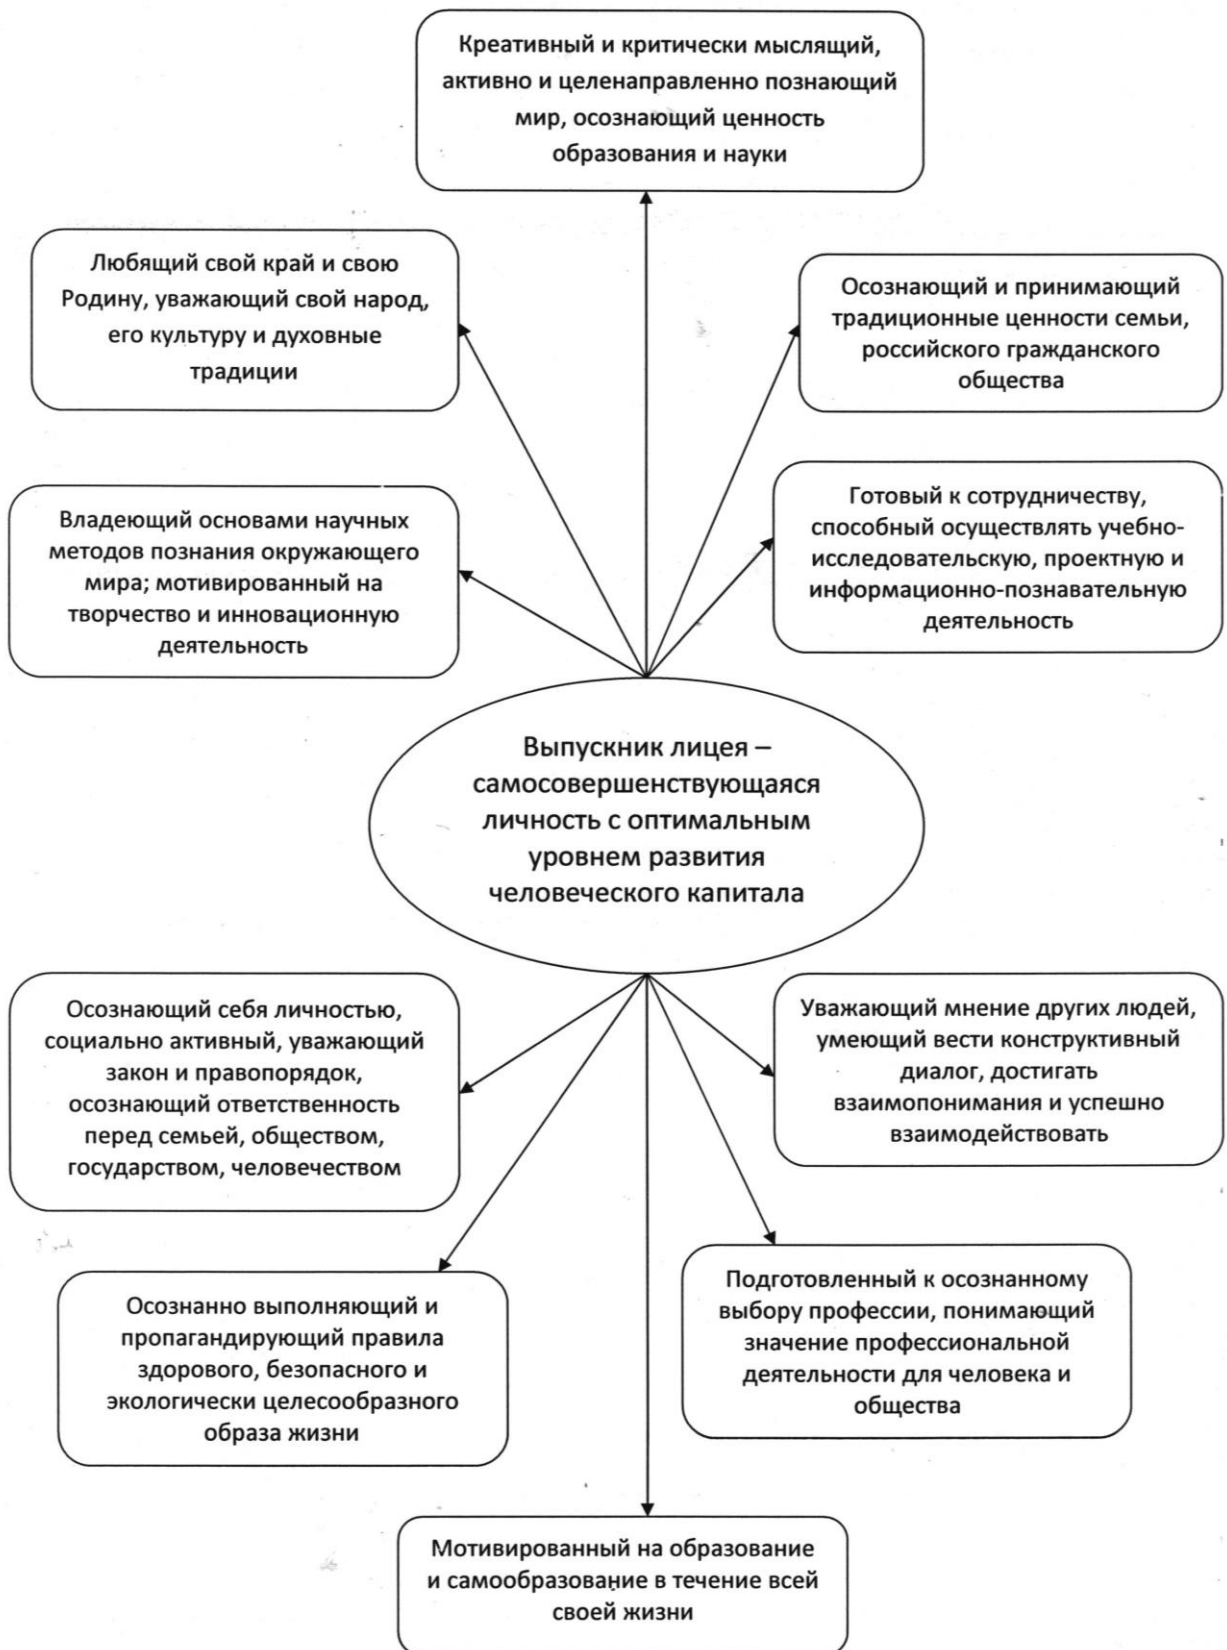 Креативный и критически мыслящий,
активно и целенаправленно познающий
мир, осознающий ценность
образования и науки
Любящий свой край и свою
Родину, уважающий свой народ,
его культуру и духовные
традиции
Осознающий и принимающий
традиционные ценности семьи,
российского гражданского
общества
Владеющий основами научных
методов познания окружающего
мира; мотивированный на
творчество и инновационную
деятельность
Готовый к сотрудничеству,
способный осуществлять учебно-
исследовательскую, проектную и
информационно-познавательную
деятельность
Выпускник лицея –
самосовершенствующаяся
личность с оптимальным
уровнем развития
человеческого капитала
Осознающий себя личностью,
социально активный, уважающий
закон и правопорядок,
осознающий ответственность
перед семьей, обществом,
государством, человечеством
Уважающий мнение других людей,
умеющий вести конструктивный
диалог, достигать
взаимопонимания и успешно
взаимодействовать
Осознанно выполняющий и
пропагандирующий правила
здорового, безопасного и
экологически целесообразного
образа жизни
Подготовленный к осознанному
выбору профессии, понимающий
значение профессиональной
деятельности для человека и
общества
Мотивированный на образование
и самообразование в течение всей
своей жизни